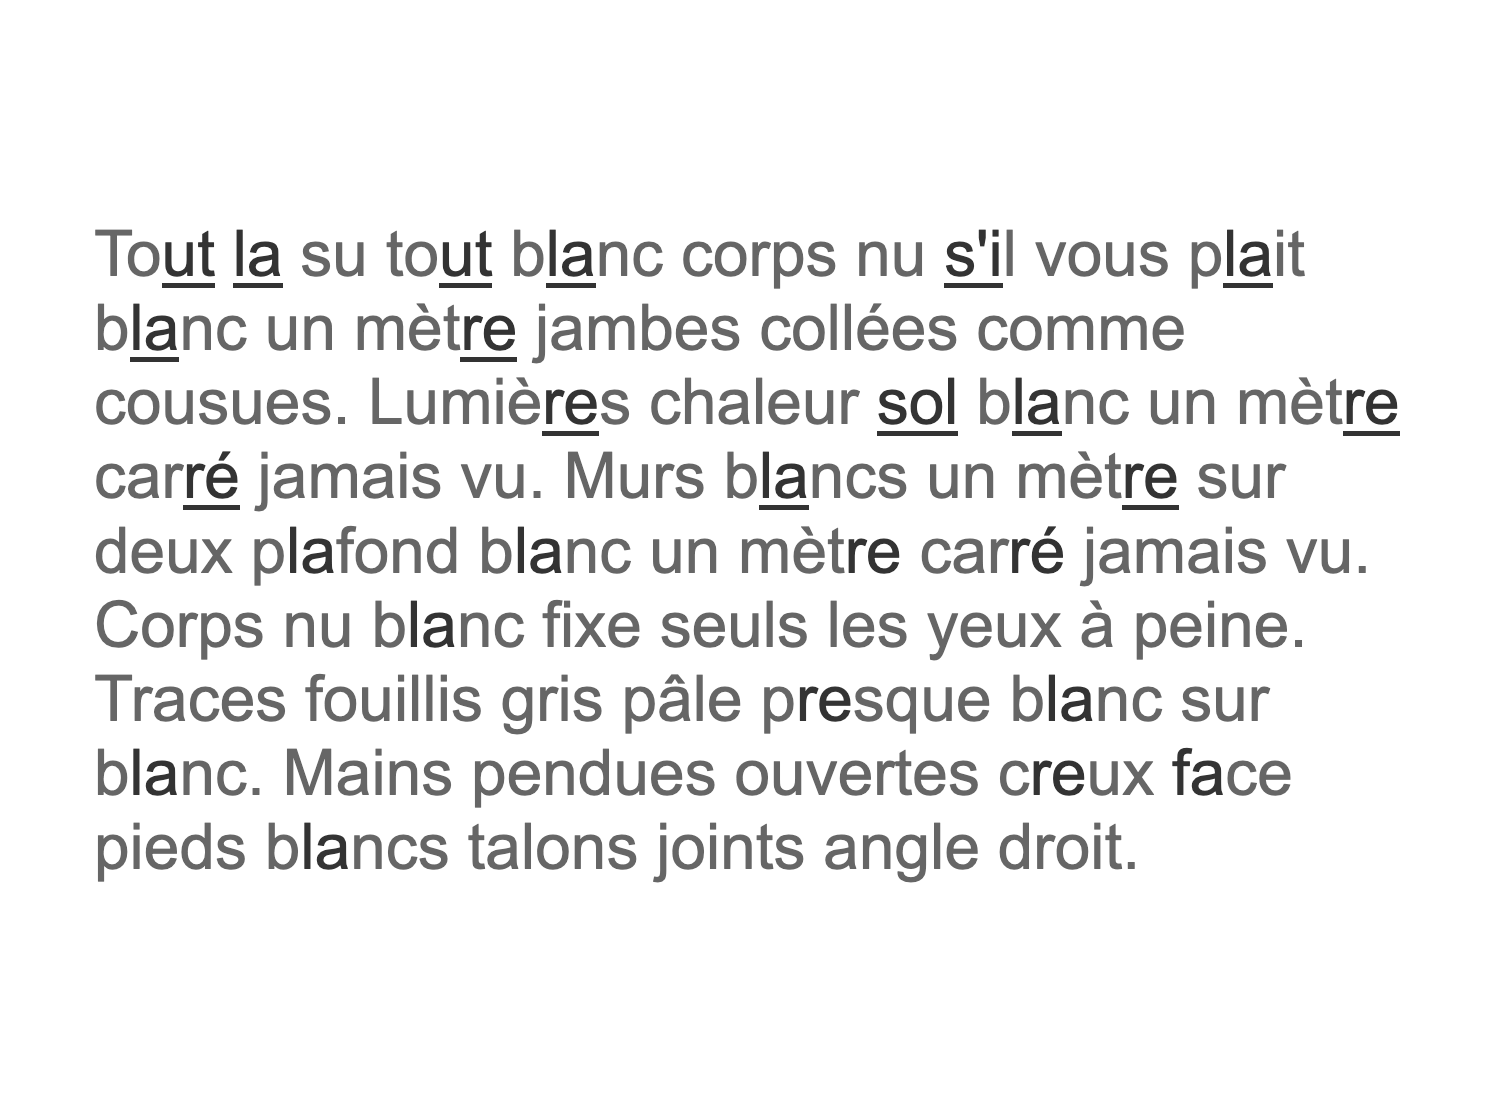 Tout la su tout blanc corps nu s'il vous plait
blanc un mètre jambes collées comme
cousues. Lumières chaleur sol blanc un mètre
carré jamais vu. Murs blancs un mètre sur
deux plafond blanc un mètre carré jamais vu.
Corps nu blanc fixe seuls les yeux à peine.
Traces fouillis gris pâle presque blanc sur
blanc. Mains pendues ouvertes creux face
pieds blancs talons joints angle droit.